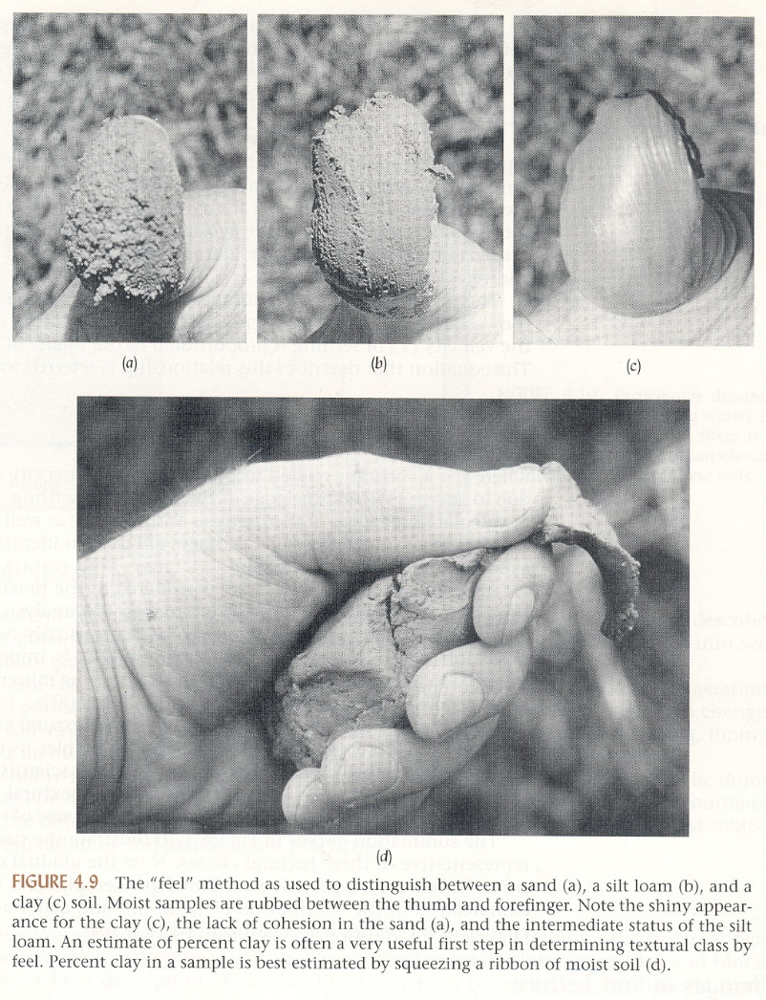 (a)
(b)
(c)
(d)
FIGURE 4.9 The “feel” method as used to distinguish between a sand (a), a silt loam (b), and a
clay (c) soil. Moist samples are rubbed between the thumb and forefinger. Note the shiny appear-
ance for the clay (c), the lack of cohesion in the sand (a), and the intermediate status of the silt
loam. An estimate of percent clay is often a very useful first step in determining textural class by
feel. Percent clay in a sample is best estimated by squeezing a ribbon of moist soil (d).